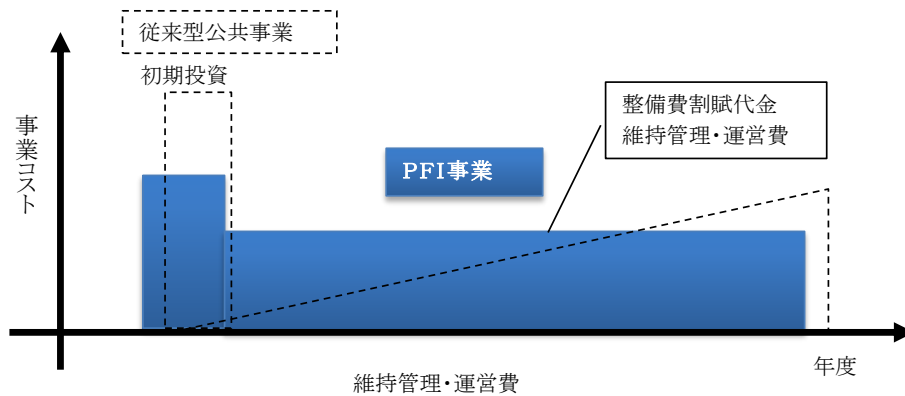 従来型公共事業
初期投資
整備費割賦代金
維持管理・運営費
事業コスト
PFI事業
年度
維持管理・運営費